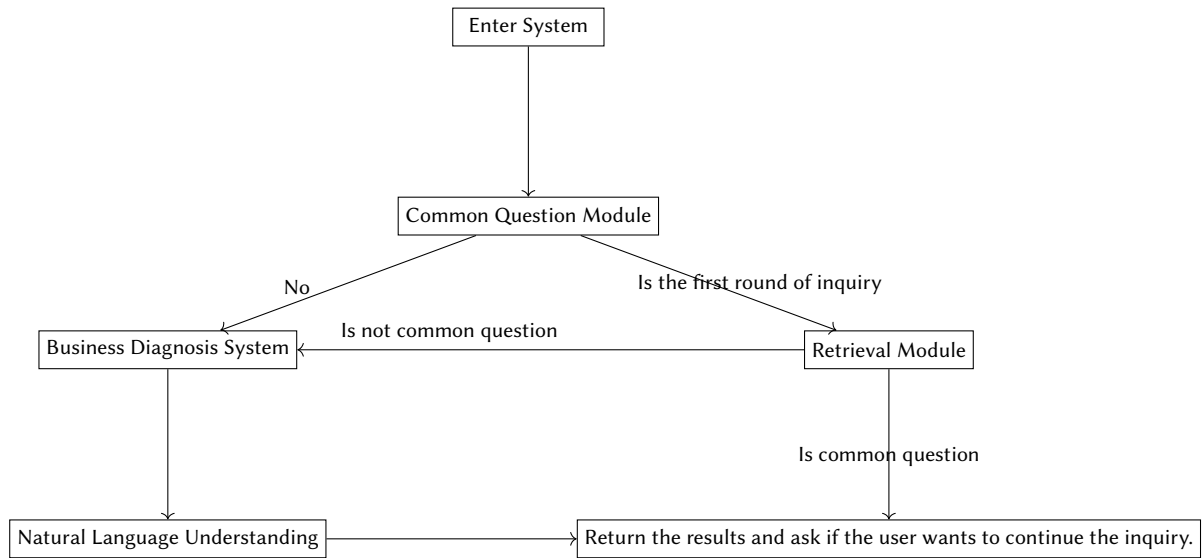 Enter System
Common Question Module
Is the first round of inquiry
No
Is not common question
Business Diagnosis System
Retrieval Module
Is common question
Natural Language Understanding
Return the results and ask if the user wants to continue the inquiry.